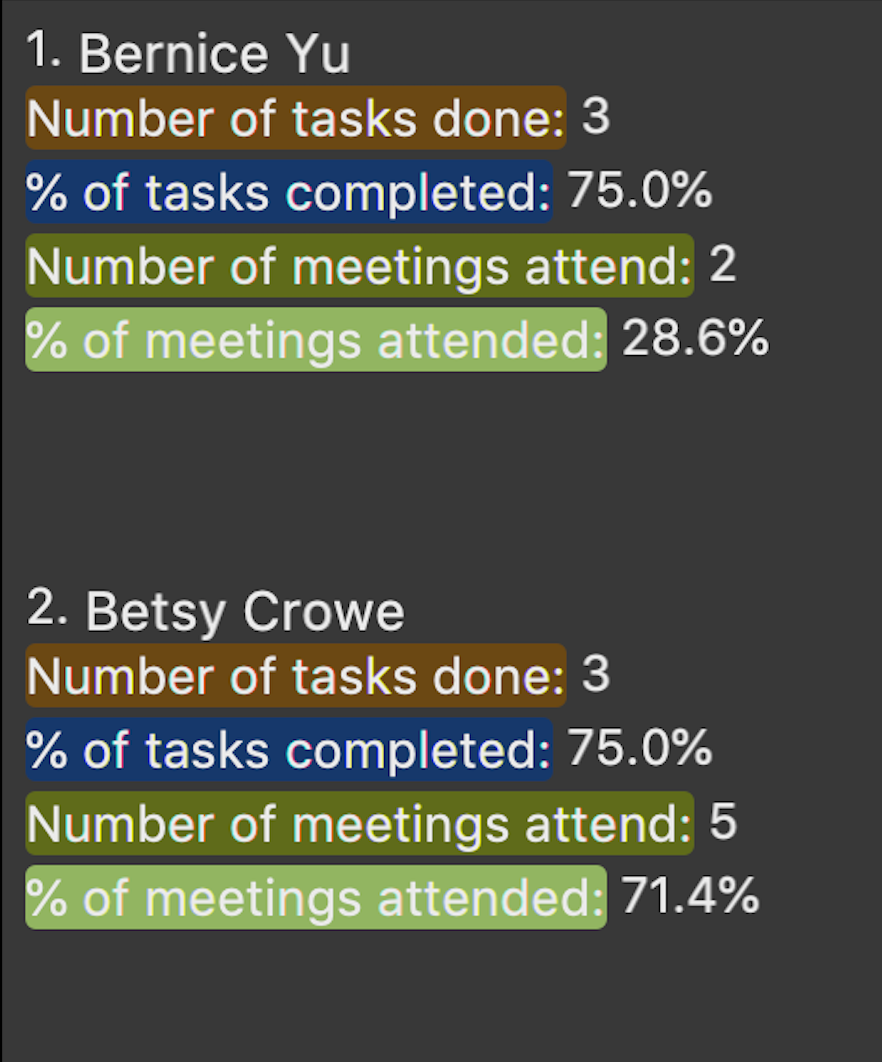 1. Bernice Yu
Number of tasks done: 3
% of tasks completed: 75.0%
Number of meetings attend: 2
% of meetings attended: 28.6%
2. Betsy Crowe
Number of tasks done: 3
% of tasks completed: 75.0%
Number of meetings attend: 5
% of meetings attended: 71.4%